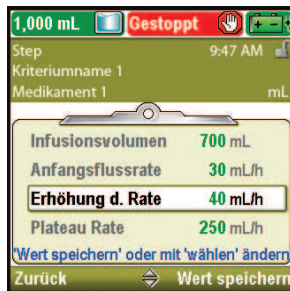 1,000 mL Gestoppt
Step 9:47 AM
Kriteriumname 1
Medikament 1 mL
Infusionsvolumen 700 mL
Anfangsflussrate 30 mL/h
Erhöhung d. Rate 40 mL/h
Plateau Rate 250 mL/h
'Wert speichern' oder mit 'wählen' ändern
Zurück Wert speichern